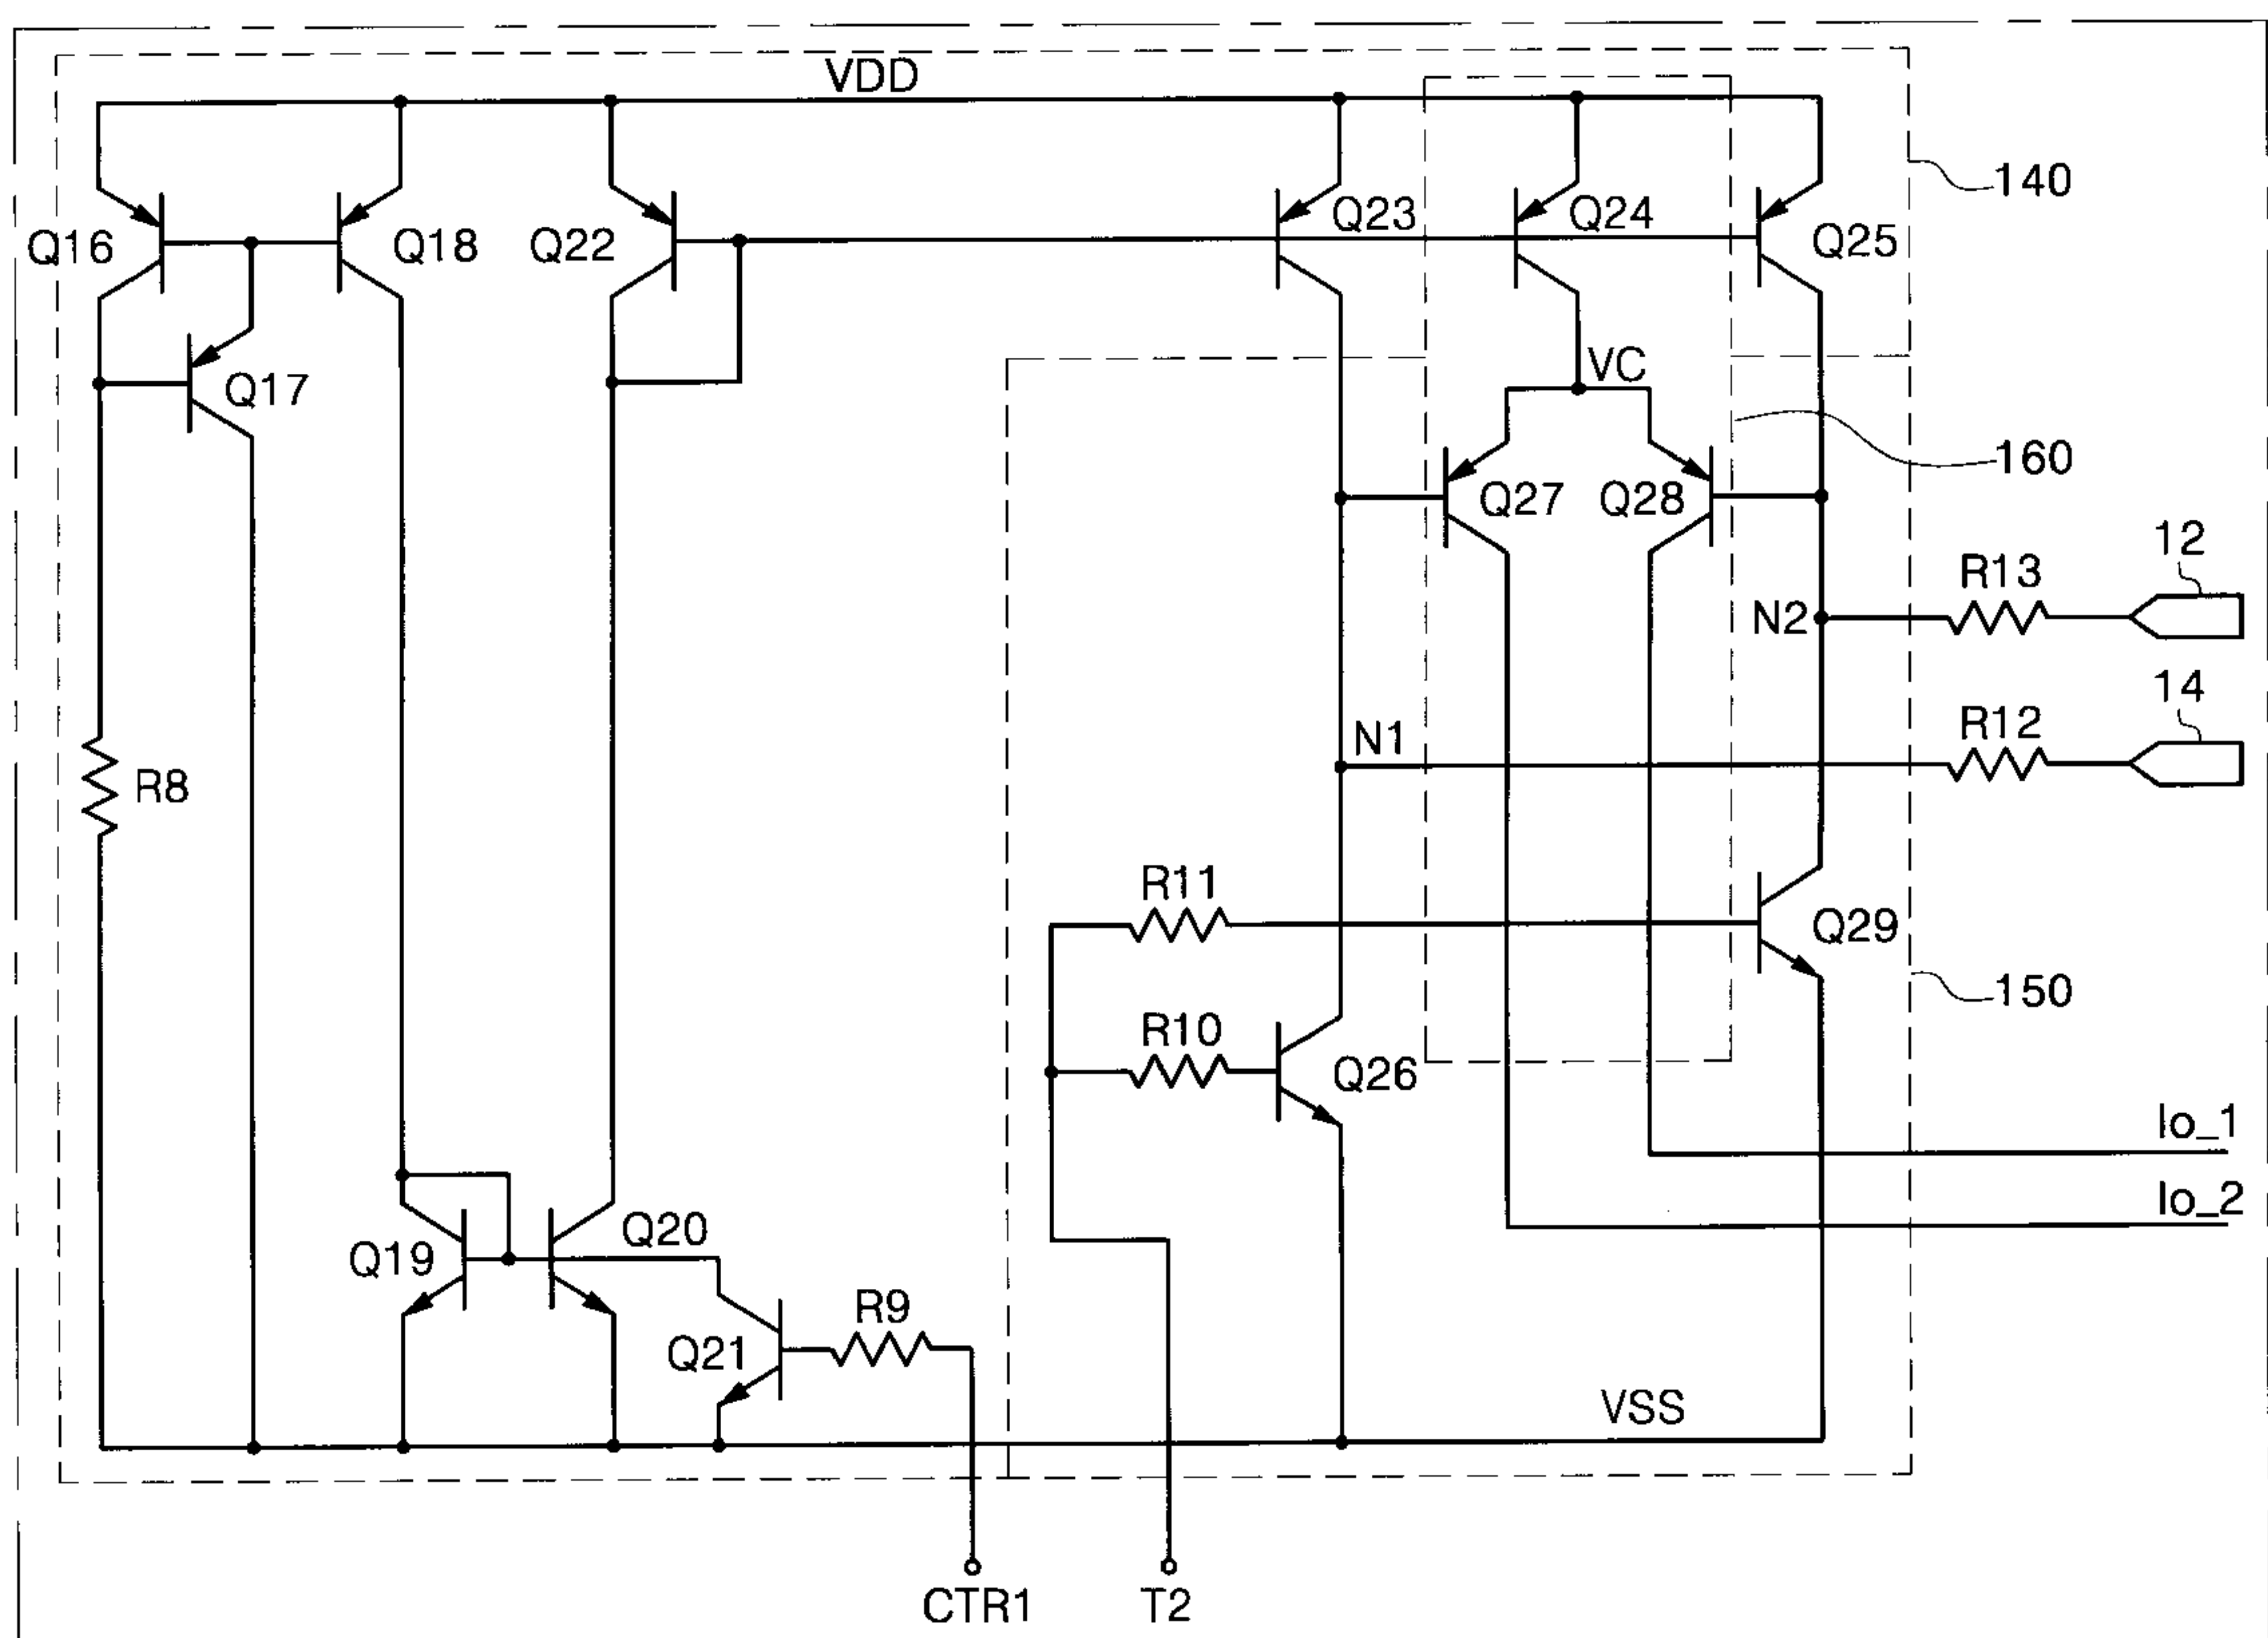 VDD
140
Q16
Q18
Q22
Q23
Q24
Q25
Q17
VC
160
Q27
Q28
12
R13
N2
14
R12
N1
R8
R11
Q29
150
R10
Q26
Io_1
Io_2
Q20
Q19
R9
Q21
VSS
CTR1
T2